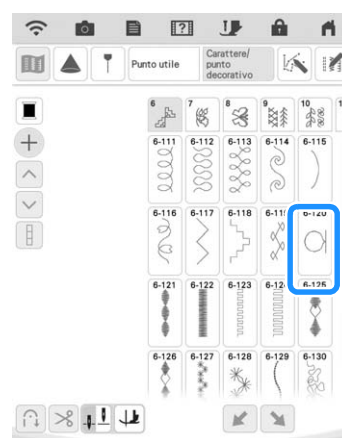 Punto utile
Carattere/
punto
decorativo
6 7 8 9 10
6-111 6-112 6-113 6-114 6-115
6-116 6-117 6-118 6-120
6-121 6-122 6-123 6-125
6-126 6-127 6-128 6-129 6-130